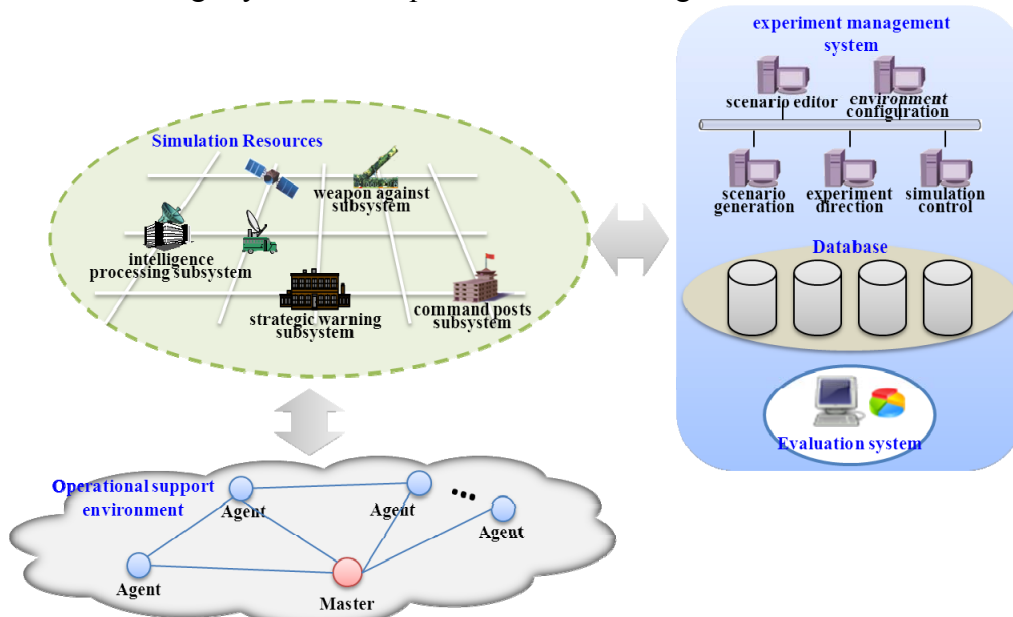 experiment management
system
scenario editor
environment
configuration
scenario
generation
experiment
direction
simulation
control
Simulation Resources
weapon against
subsystem
intelligence
processing subsystem
strategic warning
subsystem
command posts
subsystem
Database
Evaluation system
Operational support
environment
Agent
Agent
Agent
Agent
Master